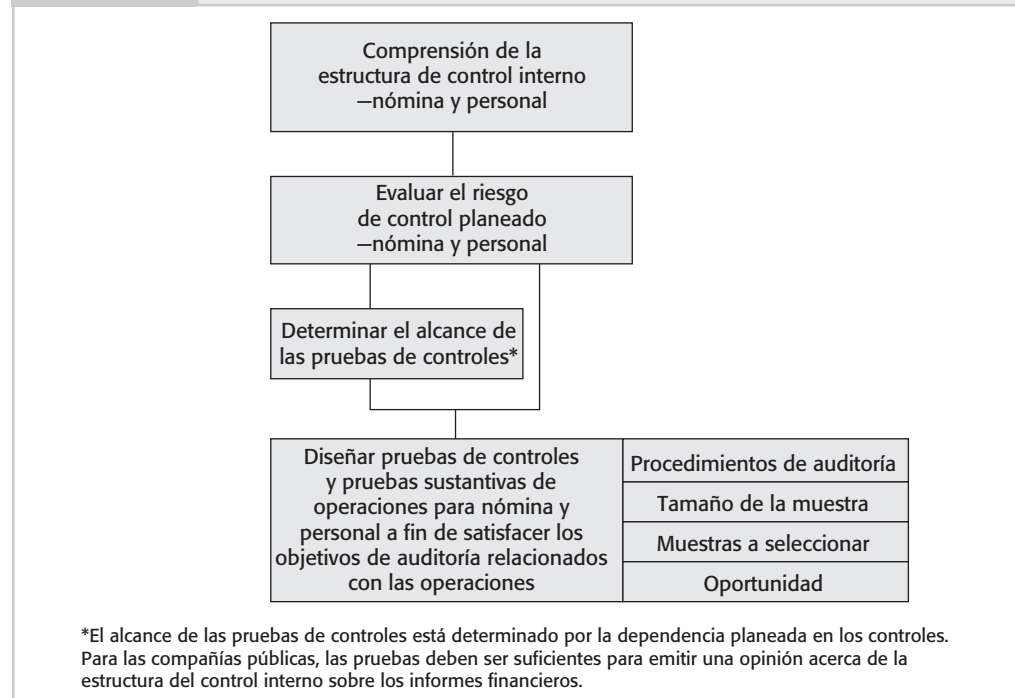 Comprensión de la
estructura de control interno
—nómina y personal
Evaluar el riesgo
de control planeado
—nómina y personal
Determinar el alcance de
las pruebas de controles*
Diseñar pruebas de controles
y pruebas sustantivas de
operaciones para nómina y
personal a fin de satisfacer los
objetivos de auditoría relacionados
con las operaciones
Procedimientos de auditoría
Tamaño de la muestra
Muestras a seleccionar
Oportunidad
*El alcance de las pruebas de controles está determinado por la dependencia planeada en los controles.
Para las compañías públicas, las pruebas deben ser suficientes para emitir una opinión acerca de la
estructura del control interno sobre los informes financieros.